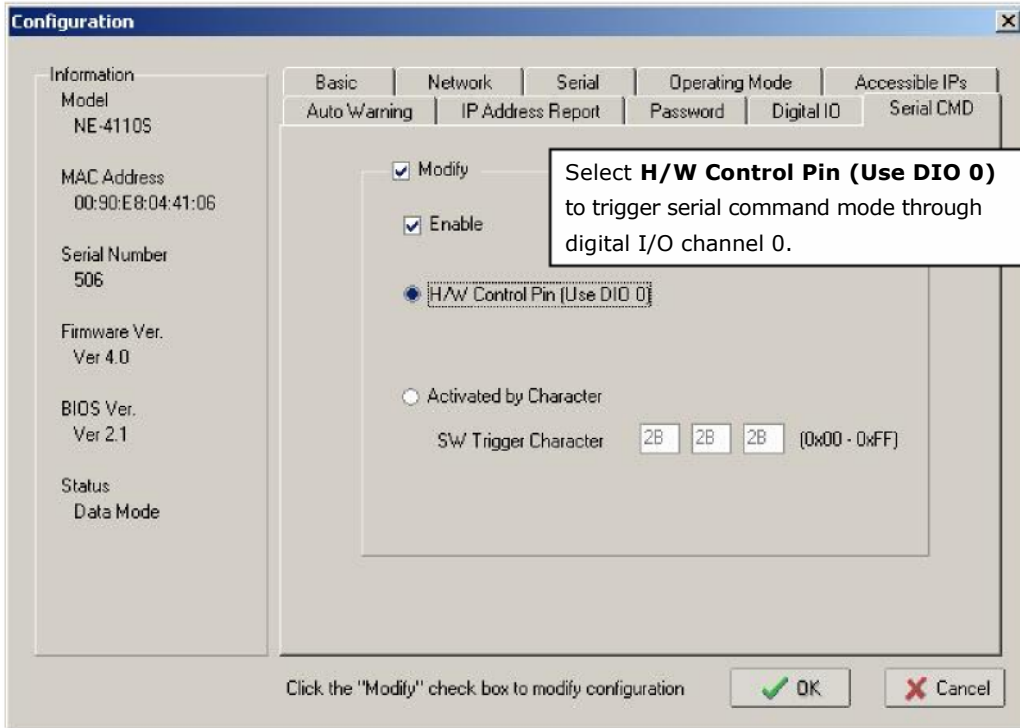 Configuration
Information
Model
NE-4110S
MAC Address
00:90:E8:04:41:06
Serial Number
506
Firmware Ver.
Ver 4.0
BIOS Ver.
Ver 2.1
Status
Data Mode
Basic Network Serial Operating Mode Accessible IPs
Auto Warning IP Address Report Password Digital IO Serial CMD
Modify
Select H/W Control Pin (Use DIO 0)
to trigger serial command mode through
digital I/O channel 0.
Enable
H/W Control Pin (Use DIO 0)
Activated by Character
SW Trigger Character 2B 2B 2B (0x00 - 0xFF)
Click the "Modify" check box to modify configuration OK Cancel